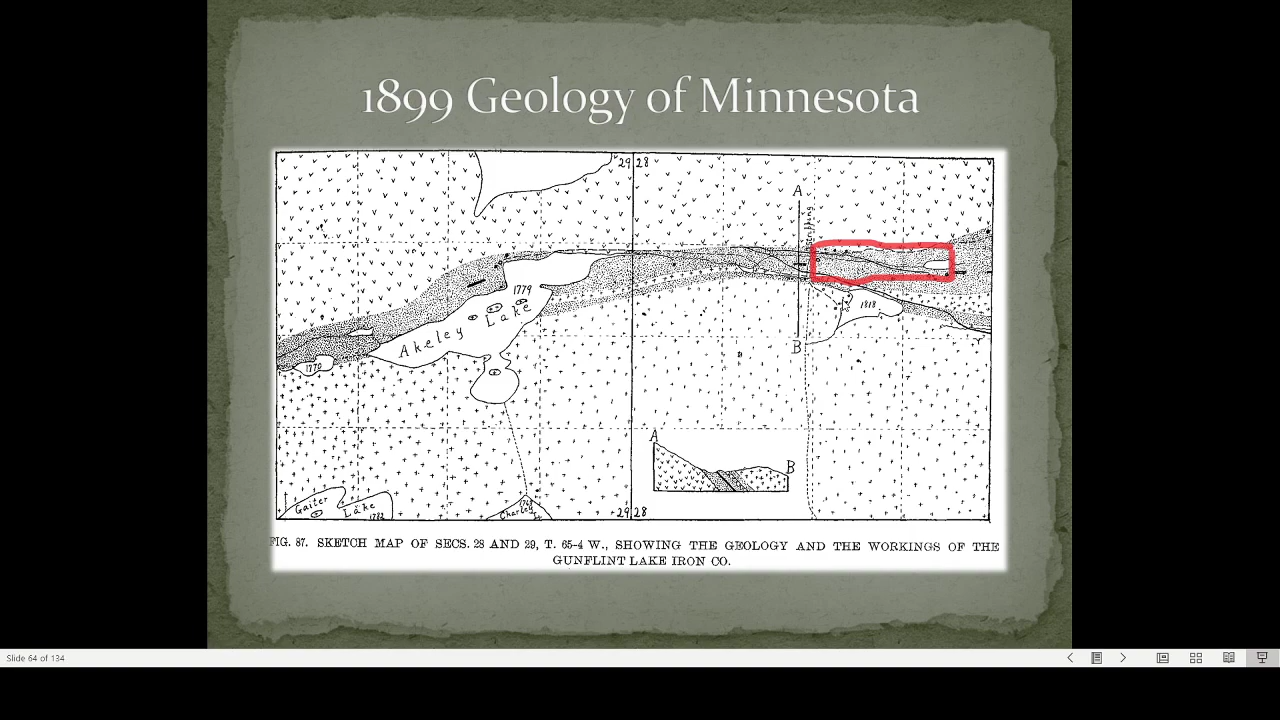 1899 Geology of Minnesota
29 28
A
1779
Akeley Lake
1818
B
1770
A
B
Gaiter Lake
1782
Charley L.
29 28
FIG. 87. SKETCH MAP OF SECS. 28 AND 29, T. 65-4 W., SHOWING THE GEOLOGY AND THE WORKINGS OF THE
GUNFLINT LAKE IRON CO.
Slide 64 of 134